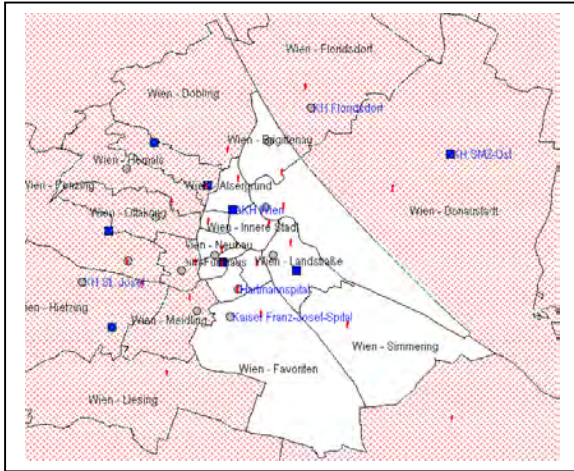 Wien - Floridsdorf
Wien - Döbling
KH Floridsdorf
Wien - Brigittenau
KH SMZ-Ost
Wien - Hernals
Wien - Alsergrund
Wien - Penzing
Wien - Ottakring
AKH Wien
Wien - Donaustadt
Wien - Innere Stadt
Wien - Neubau
Wien - Landstraße
KH St. Josef
Hartmannspital
Wien - Hietzing
Wien - Meidling
Kaiser Franz-Josef-Spital
Wien - Simmering
Wien - Favoriten
Wien - Liesing